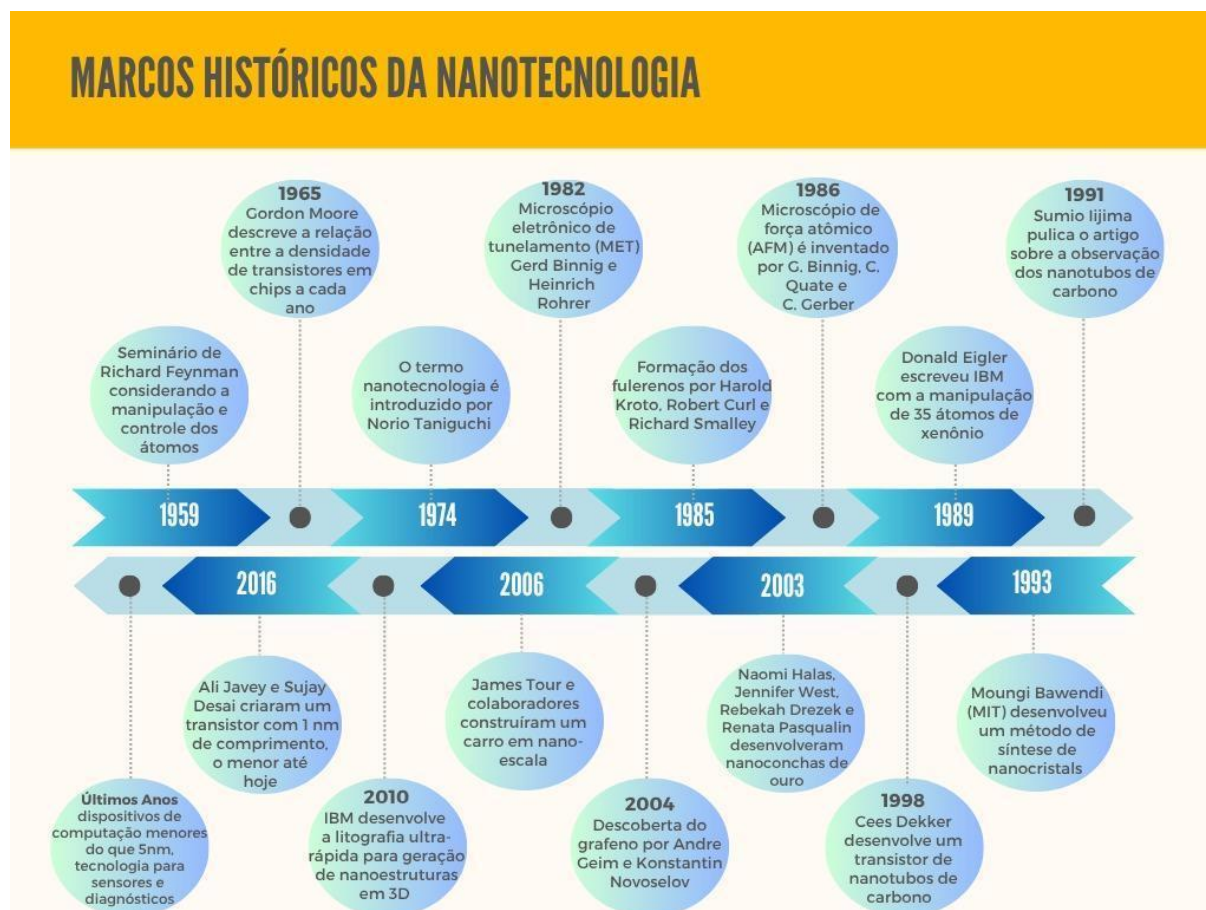 MARCOS HISTÓRICOS DA NANOTECNOLOGIA
1965
Gordon Moore
descreve a relação
entre a densidade
de transistores em
chips a cada
ano
1982
Microscópio
eletrônico de
tunelamento (MET)
Gerd Binnig e
Heinrich
Rohrer
1986
Microscópio de
força atômico
(AFM) é inventado
por G. Binnig, C.
Quate e
C. Gerber
1991
Sumio Iijima
pulica o artigo
sobre a observação
dos nanotubos de
carbono
Seminário de
Richard Feynman
considerando a
manipulação e
controle dos
átomos
O termo
nanotecnologia é
introduzido por
Norio Taniguchi
Formação dos
fulerenos por Harold
Kroto, Robert Curl e
Richard Smalley
Donald Eigler
escreveu IBM
com a manipulação
de 35 átomos de
xenônio
1959
1974
1985
1989
2016
2006
2003
1993
Ali Javey e Sujay
Desai criaram um
transistor com 1 nm
de comprimento,
o menor até
hoje
James Tour e
colaboradores
construíram um
carro em nano-
escala
Naomi Halas,
Jennifer West,
Rebekah Drezek e
Renata Pasqualin
desenvolveram
nanoconchas de
ouro
Moungi Bawendi
(MIT) desenvolveu
um método de
síntese de
nanocristals
Últimos Anos
dispositivos de
computação menores
do que 5nm,
tecnologia para
sensores e
diagnósticos
2010
IBM desenvolve
a litografia ultra-
rápida para geração
de nanoestruturas
em 3D
2004
Descoberta do
grafeno por Andre
Geim e Konstantin
Novoselov
1998
Cees Dekker
desenvolve um
transistor de
nanotubos de
carbono